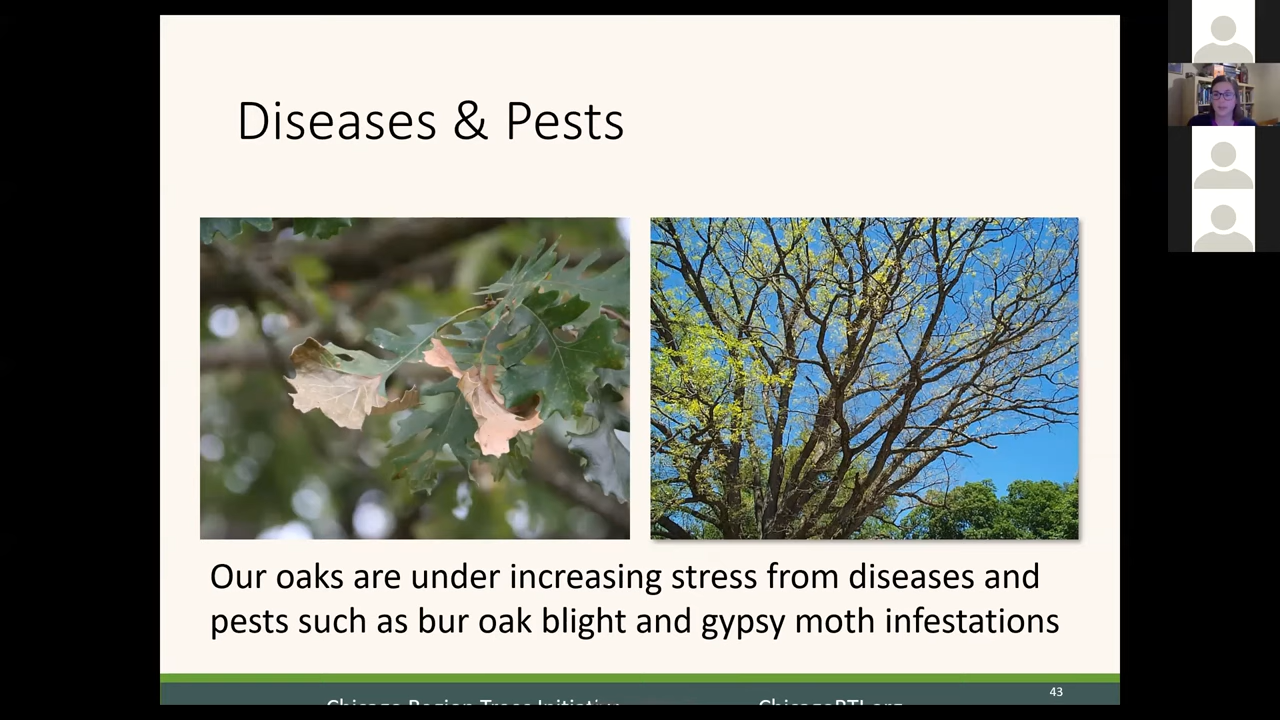 Diseases & Pests
Our oaks are under increasing stress from diseases and
pests such as bur oak blight and gypsy moth infestations
43
Chicago Region Trees Initiative
ChicagoRTI.org